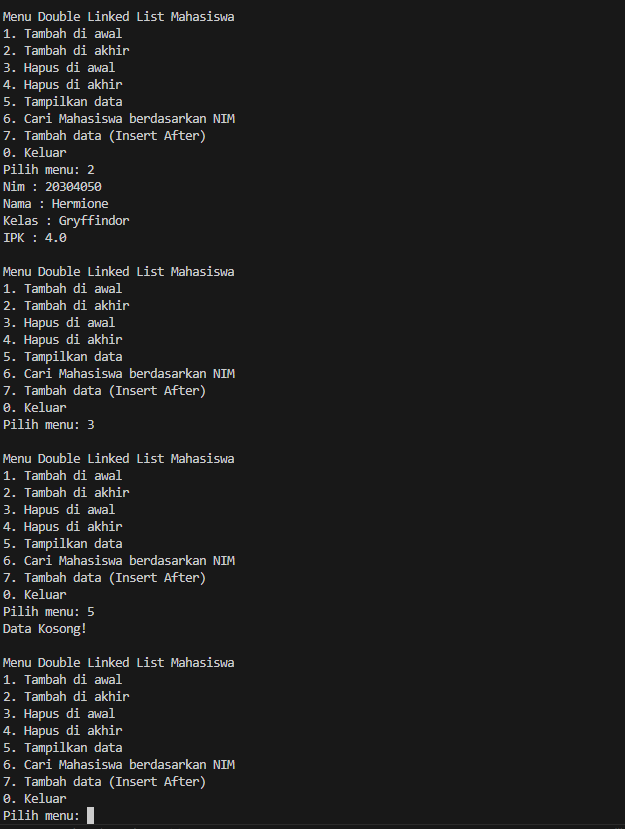 Menu Double Linked List Mahasiswa
1. Tambah di awal
2. Tambah di akhir
3. Hapus di awal
4. Hapus di akhir
5. Tampilkan data
6. Cari Mahasiswa berdasarkan NIM
7. Tambah data (Insert After)
0. Keluar
Pilih menu: 2
Nim : 20304050
Nama : Hermione
Kelas : Gryffindor
IPK : 4.0
Menu Double Linked List Mahasiswa
1. Tambah di awal
2. Tambah di akhir
3. Hapus di awal
4. Hapus di akhir
5. Tampilkan data
6. Cari Mahasiswa berdasarkan NIM
7. Tambah data (Insert After)
0. Keluar
Pilih menu: 3
Menu Double Linked List Mahasiswa
1. Tambah di awal
2. Tambah di akhir
3. Hapus di awal
4. Hapus di akhir
5. Tampilkan data
6. Cari Mahasiswa berdasarkan NIM
7. Tambah data (Insert After)
0. Keluar
Pilih menu: 5
Data Kosong!
Menu Double Linked List Mahasiswa
1. Tambah di awal
2. Tambah di akhir
3. Hapus di awal
4. Hapus di akhir
5. Tampilkan data
6. Cari Mahasiswa berdasarkan NIM
7. Tambah data (Insert After)
0. Keluar
Pilih menu: